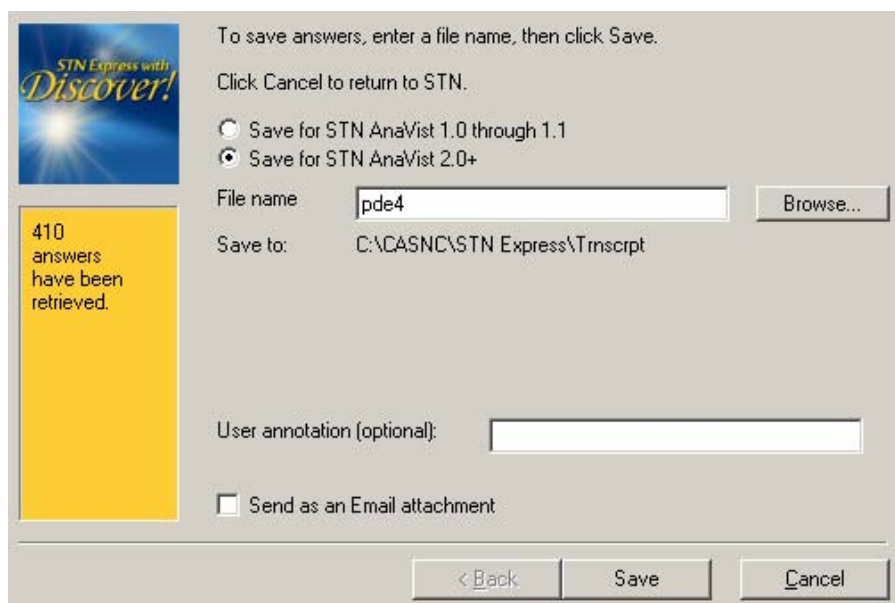 STN Express with
Discover!
410
answers
have been
retrieved.
To save answers, enter a file name, then click Save.
Click Cancel to return to STN.
Save for STN AnaVist 1.0 through 1.1
Save for STN AnaVist 2.0+
File name
pde4
Browse...
Save to:
C:\CASNC\STN Express\Trnscrpt
User annotation (optional):
Send as an Email attachment
< Back
Save
Cancel